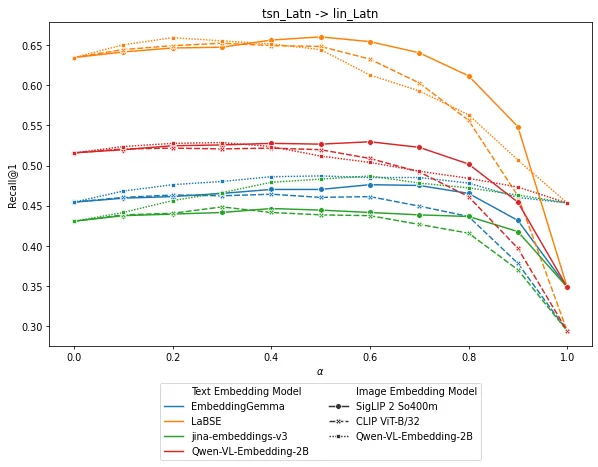 tsn_Latn -> lin_Latn
Recall@1
0.65
0.60
0.55
0.50
0.45
0.40
0.35
0.30
0.0 0.2 0.4 0.6 0.8 1.0
α
Text Embedding Model Image Embedding Model
EmbeddingGemma SigLIP 2 So400m
LaBSE CLIP ViT-B/32
jina-embeddings-v3 Qwen-VL-Embedding-2B
Qwen-VL-Embedding-2B